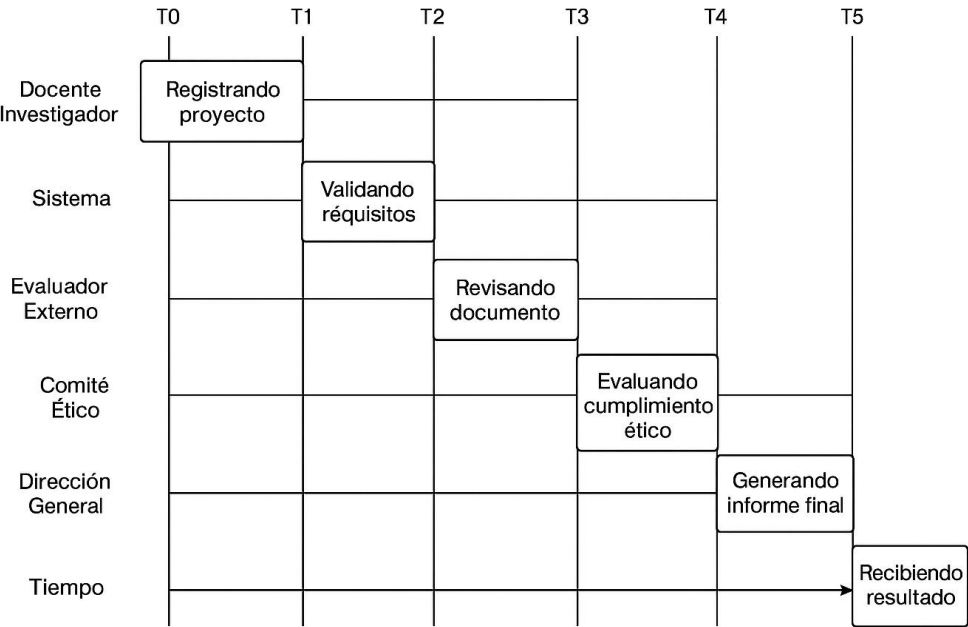 T0 T1 T2 T3 T4 T5
Docente
Investigador
Registrando
proyecto
Sistema
Validando
réquisitos
Evaluador
Externo
Revisando
documento
Comité
Ético
Evaluando
cumplimiento
ético
Dirección
General
Generando
informe final
Tiempo
Recibiendo
resultado